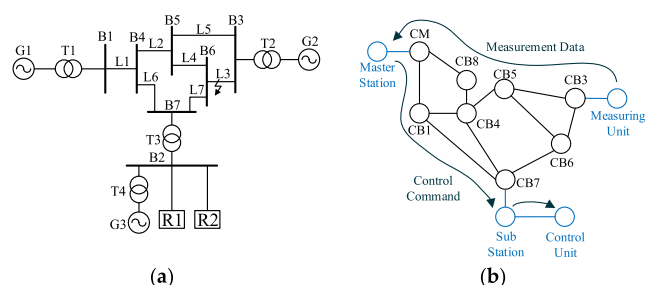 B5
B3
B1
B4
L5
G1
T1
L2
B6
T2
G2
L4
L1
L3
L6
L7
B7
T3
B2
T4
G3
R1
R2
(a)
Measurement Data
CM
CB8
Master
Station
CB5
CB3
CB1
CB4
Measuring
Unit
CB6
Control
Command
CB7
Sub
Station
Control
Unit
(b)